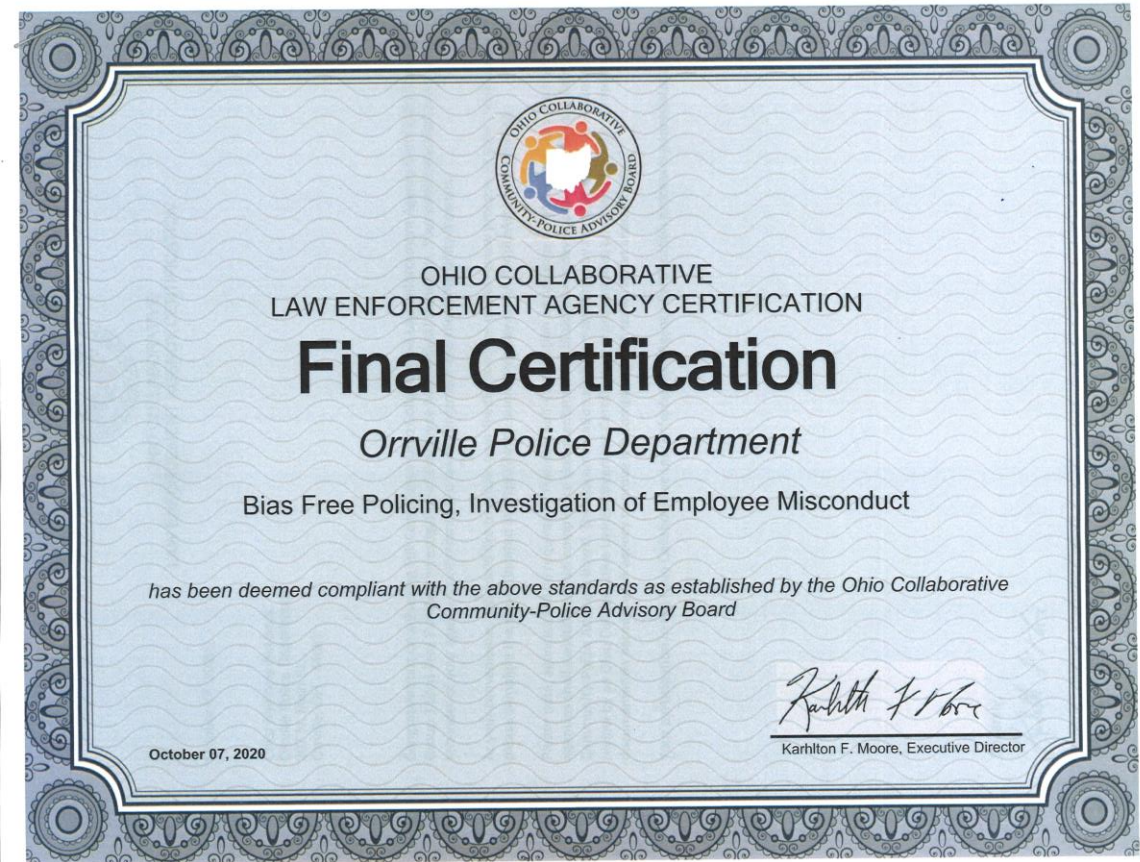 OHIO COLLABORATIVE
COMMUNITY-POLICE ADVISORY BOARD
OHIO COLLABORATIVE
LAW ENFORCEMENT AGENCY CERTIFICATION
Final Certification
Orrville Police Department
Bias Free Policing, Investigation of Employee Misconduct
has been deemed compliant with the above standards as established by the Ohio Collaborative
Community-Police Advisory Board
October 07, 2020
Karhlton F. Moore, Executive Director